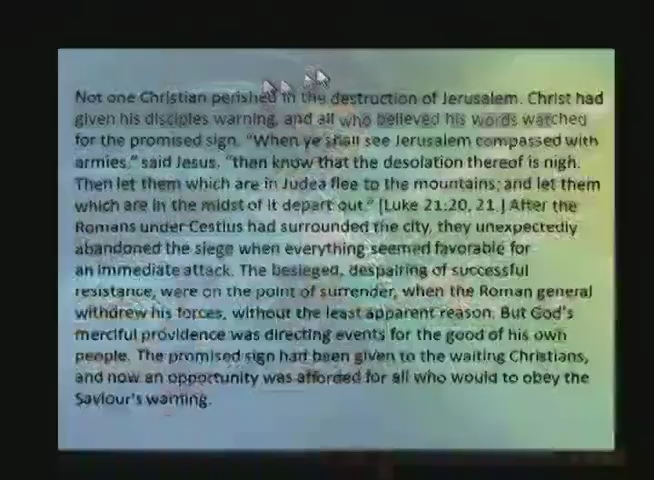 Not one Christian perished in the destruction of Jerusalem. Christ had
given his disciples warning, and all who believed his words watched
for the promised sign. "When ye shall see Jerusalem compassed with
armies," said Jesus, "then know that the desolation thereof is nigh.
Then let them which are in Judea flee to the mountains; and let them
which are in the midst of it depart out." [Luke 21:20, 21.] After the
Romans under Cestius had surrounded the city, they unexpectedly
abandoned the siege when everything seemed favorable for
an immediate attack. The besieged, despairing of successful
resistance, were on the point of surrender, when the Roman general
withdrew his forces, without the least apparent reason. But God's
merciful providence was directing events for the good of his own
people. The promised sign had been given to the waiting Christians,
and now an opportunity was afforded for all who would to obey the
Saviour's warning.